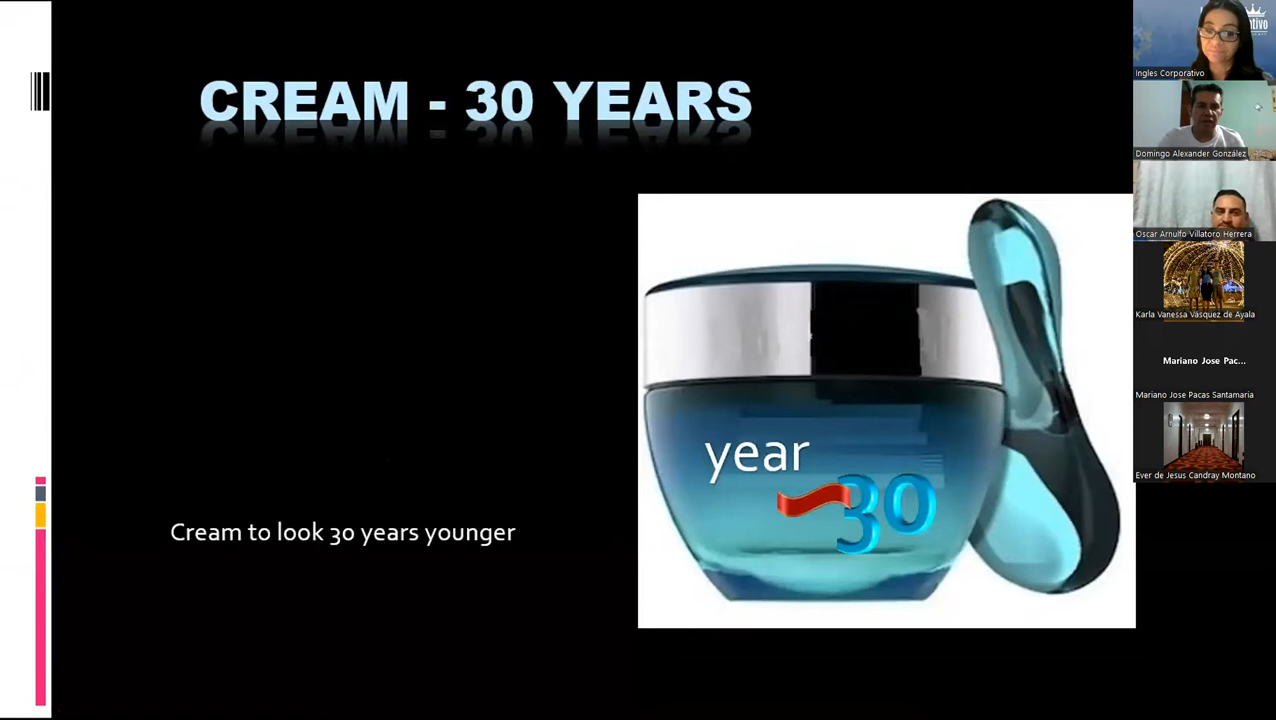 CREAM - 30 YEARS
year
30
Cream to look 30 years younger
Ingles Corporativo
Domingo Alexander González
Oscar Arnulfo Villatoro Herrera
Karla Vanessa Vásquez de Ayala
Mariano Jose Pac...
Mariano Jose Pacas Santamaria
Ever de Jesus Candray Montano